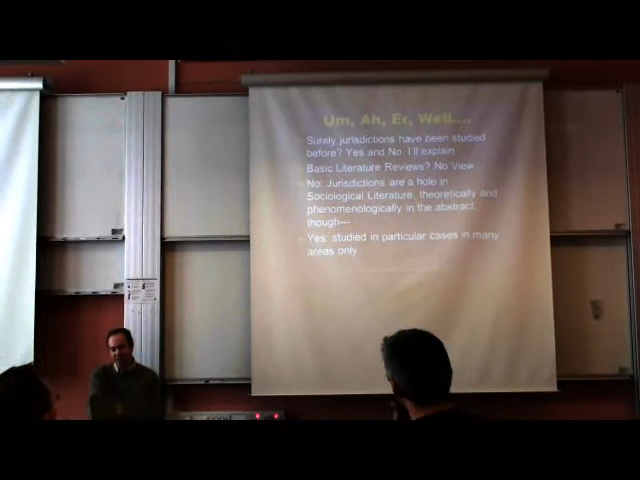 Um, Ah, Er, Well....
Surely jurisdictions have been studied
before? Yes and No. I'll explain
Basic Literature Reviews? No View
No. Jurisdictions are a hole in
Sociological Literature, theoretically and
phenomenologically in the abstract,
though---
Yes: studied in particular cases in many
areas only